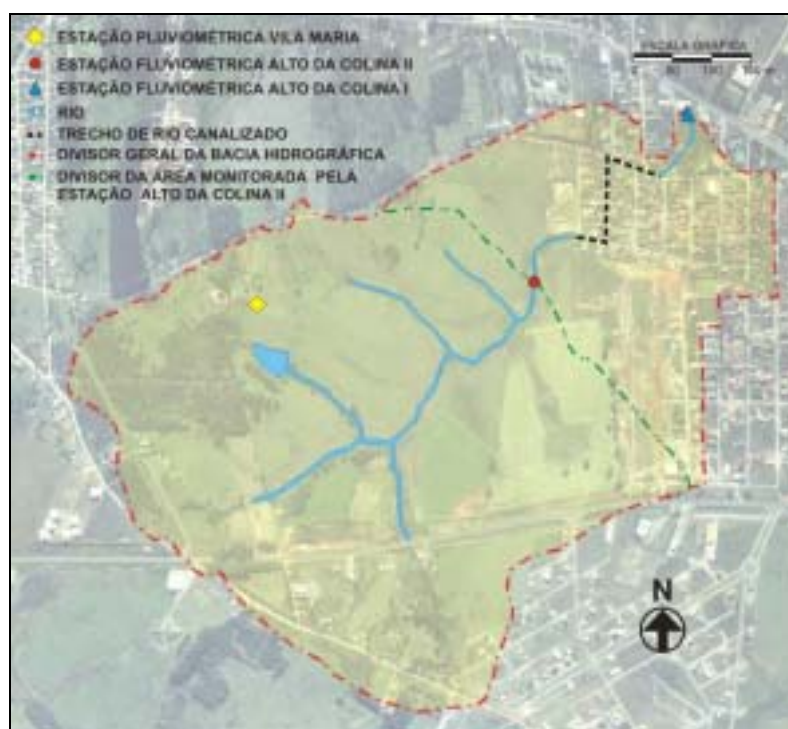 ESTAÇÃO PLUVIOMÉTRICA VILA MARIA
ESTAÇÃO FLUVIOMÉTRICA ALTO DA COLINA II
ESTAÇÃO FLUVIOMÉTRICA ALTO DA COLINA I
RIO
TRECHO DE RIO CANALIZADO
DIVISOR GERAL DA BACIA HIDROGRÁFICA
DIVISOR DA ÁREA MONITORADA PELA
ESTAÇÃO ALTO DA COLINA II
ESCALA GRÁFICA
0
N